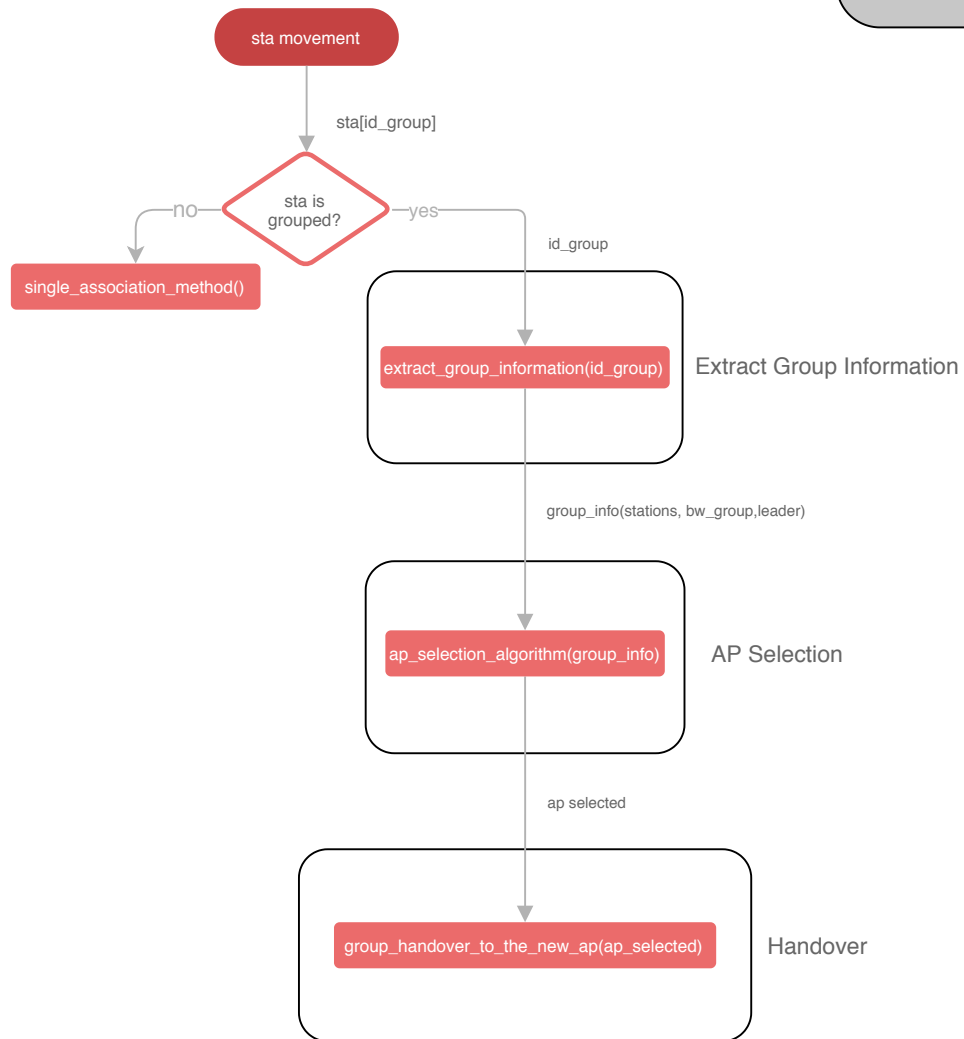 sta movement
sta[id_group]
sta is
grouped?
no
yes
id_group
single_association_method()
extract_group_information(id_group)
Extract Group Information
group_info(stations, bw_group,leader)
ap_selection_algorithm(group_info)
AP Selection
ap selected
group_handover_to_the_new_ap(ap_selected)
Handover